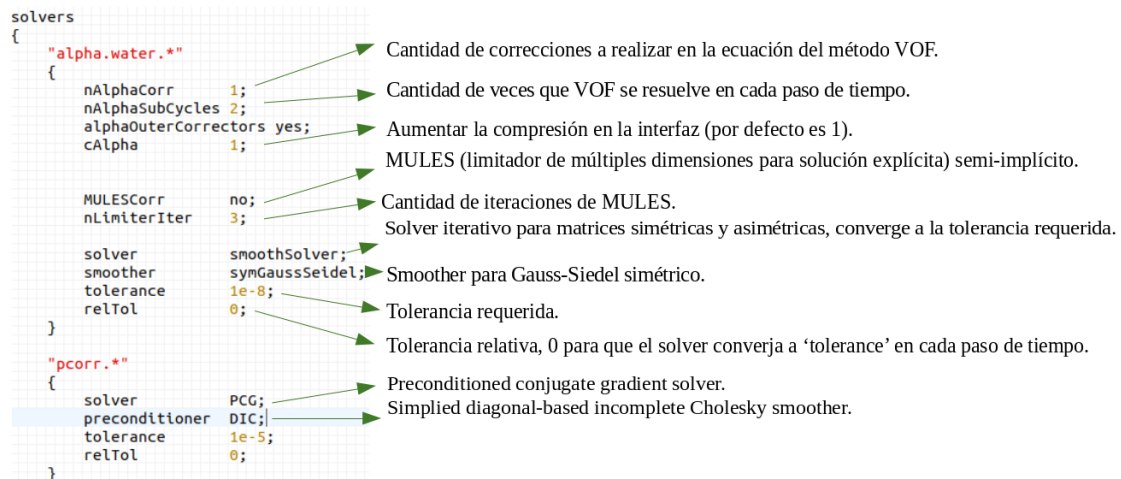 solvers
{
"alpha.water.*"
Cantidad de correcciones a realizar en la ecuación del método VOF.
{
nAlphaCorr 1;
Cantidad de veces que VOF se resuelve en cada paso de tiempo.
nAlphaSubCycles 2;
alphaOuterCorrectors yes;
Aumentar la compresión en la interfaz (por defecto es 1).
cAlpha 1;
MULES (limitador de múltiples dimensiones para solución explícita) semi-implícito.
MULESCorr no;
Cantidad de iteraciones de MULES.
nLimiterIter 3;
Solver iterativo para matrices simétricas y asimétricas, converge a la tolerancia requerida.
solver smoothSolver;
smoother symGaussSeidel;
Smoother para Gauss-Siedel simétrico.
tolerance 1e-8;
Tolerancia requerida.
relTol 0;
}
Tolerancia relativa, 0 para que el solver converja a ‘tolerance’ en cada paso de tiempo.
"pcorr.*"
{
Preconditioned conjugate gradient solver.
solver PCG;
Simplied diagonal-based incomplete Cholesky smoother.
preconditioner DIC;
tolerance 1e-5;
relTol 0;
}